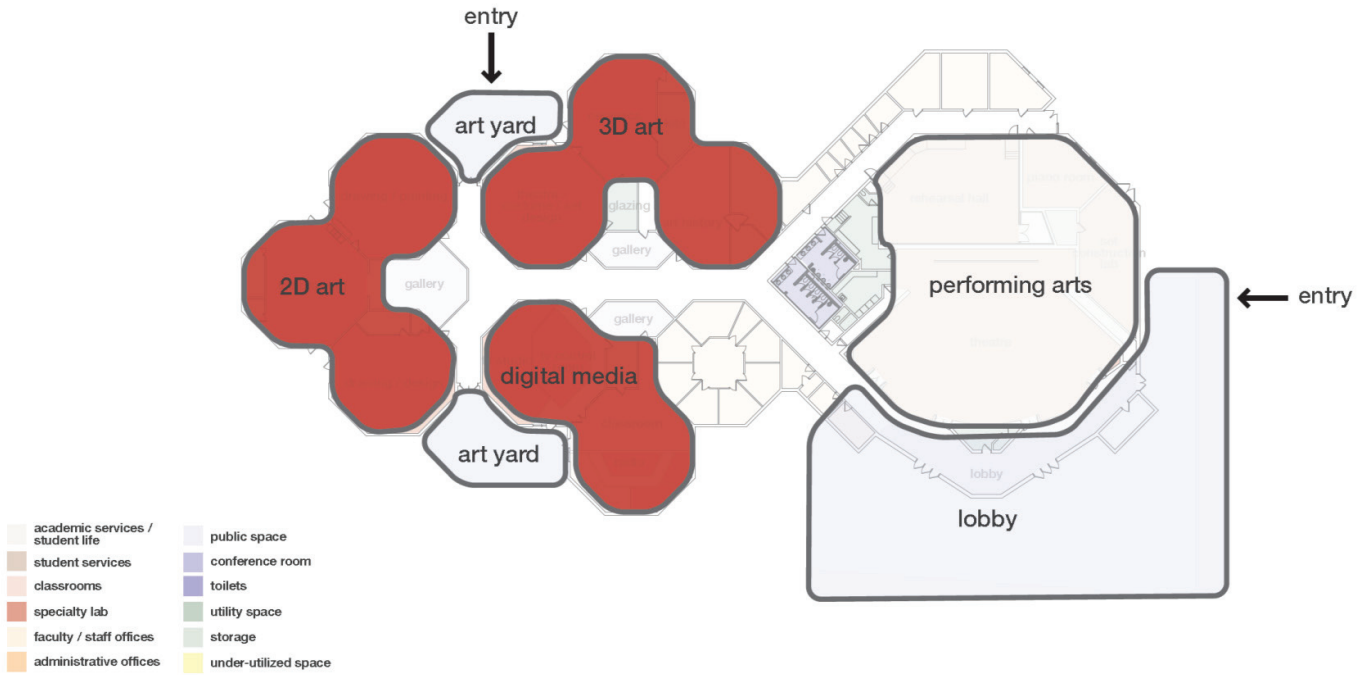 entry
art yard
3D art
glazing
gallery
2D art
gallery
performing arts
entry
gallery
digital media
art yard
lobby
lobby
academic services /
student life
student services
classrooms
specialty lab
faculty / staff offices
administrative offices
public space
conference room
toilets
utility space
storage
under-utilized space